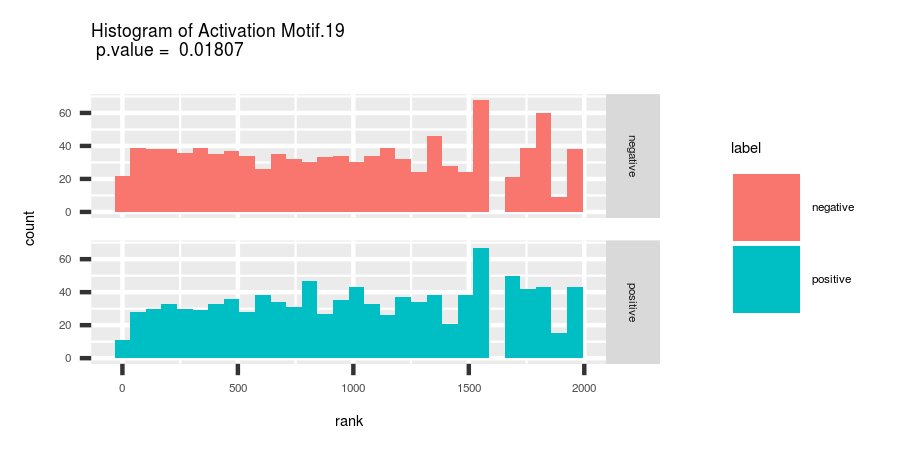 Histogram of Activation Motif.19
p.value = 0.01807
count
60
40
20
0
negative
60
40
20
0
positive
0
500
1000
1500
2000
rank
label
negative
positive